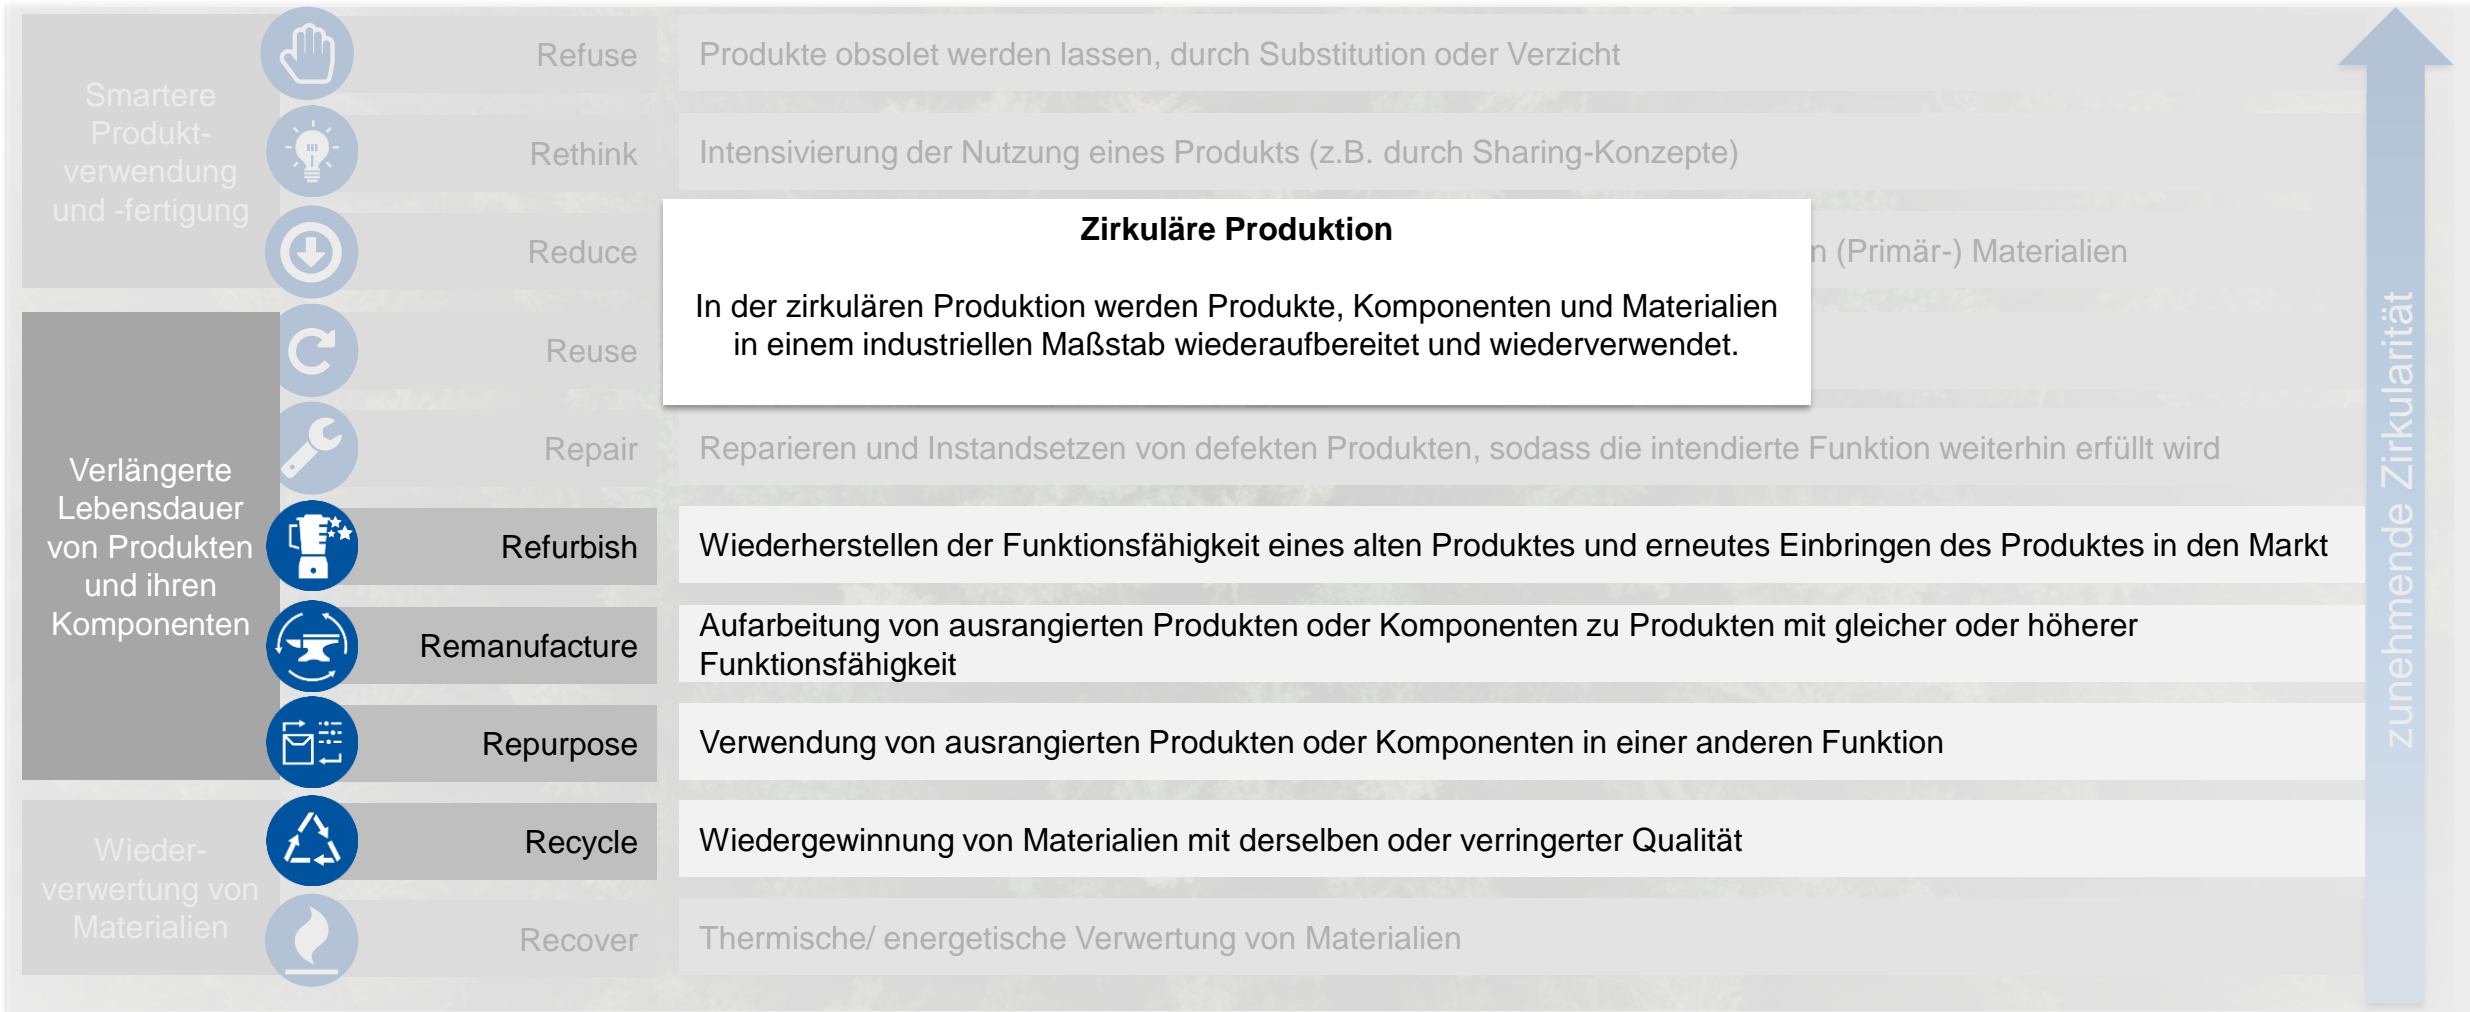 Smartere
Produkt-
verwendung
und -fertigung
Refuse
Produkte obsolet werden lassen, durch Substitution oder Verzicht
Rethink
Intensivierung der Nutzung eines Produkts (z.B. durch Sharing-Konzepte)
Reduce
(Primär-) Materialien
Zirkuläre Produktion
In der zirkulären Produktion werden Produkte, Komponenten und Materialien
in einem industriellen Maßstab wiederaufbereitet und wiederverwendet.
Verlängerte
Lebensdauer
von Produkten
und ihren
Komponenten
Reuse
Repair
Reparieren und Instandsetzen von defekten Produkten, sodass die intendierte Funktion weiterhin erfüllt wird
Refurbish
Wiederherstellen der Funktionsfähigkeit eines alten Produktes und erneutes Einbringen des Produktes in den Markt
Remanufacture
Aufarbeitung von ausrangierten Produkten oder Komponenten zu Produkten mit gleicher oder höherer
Funktionsfähigkeit
Repurpose
Verwendung von ausrangierten Produkten oder Komponenten in einer anderen Funktion
Wieder-
verwertung von
Materialien
Recycle
Wiedergewinnung von Materialien mit derselben oder verringerter Qualität
Recover
Thermische/ energetische Verwertung von Materialien
zunehmende Zirkularität